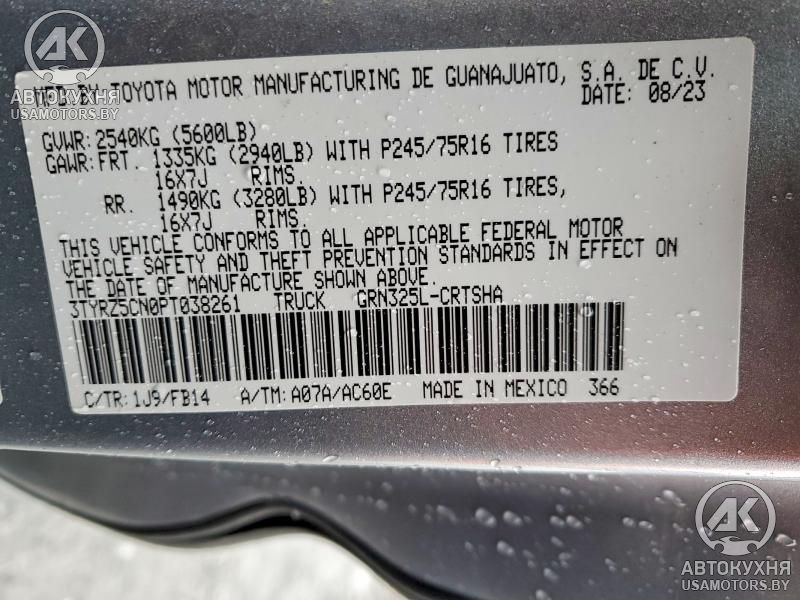 AK
АВТОКУХНЯ
USAMOTORS.BY
TOYOTA MOTOR MANUFACTURING DE GUANAJUATO, S.A. DE C.V.
DATE: 08/23
GVWR: 2540KG (5600LB)
GAWR: FRT. 1335KG (2940LB) WITH P245/75R16 TIRES
16X7J RIMS.
RR. 1490KG (3280LB) WITH P245/75R16 TIRES,
16X7J RIMS.
THIS VEHICLE CONFORMS TO ALL APPLICABLE FEDERAL MOTOR
VEHICLE SAFETY AND THEFT PREVENTION STANDARDS IN EFFECT ON
THE DATE OF MANUFACTURE SHOWN ABOVE.
3TYRZ5CN0PT038261 TRUCK GRN325L-CRTSHA
C/TR: 1J9/FB14 A/TM: A07A/AC60E MADE IN MEXICO 366
AK
АВТОКУХНЯ
USAMOTORS.BY